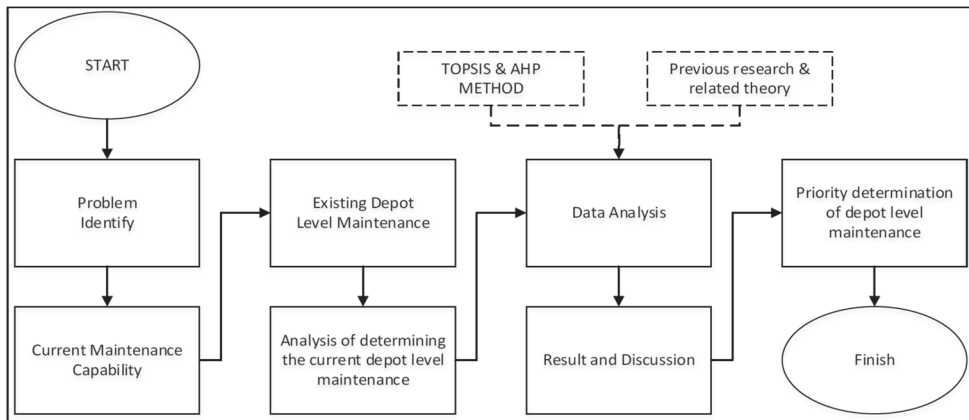 START
Problem
Identify
Current Maintenance
Capability
Existing Depot
Level Maintenance
Analysis of determining
the current depot level
maintenance
TOPSIS & AHP
METHOD
Previous research &
related theory
Data Analysis
Result and Discussion
Priority determination
of depot level
maintenance
Finish